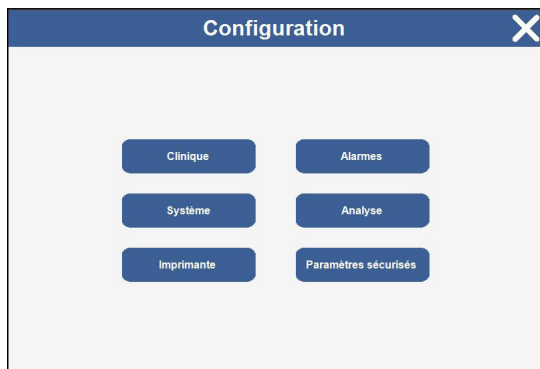 Configuration
Clinique
Alarmes
Système
Analyse
Imprimante
Paramètres sécurisés